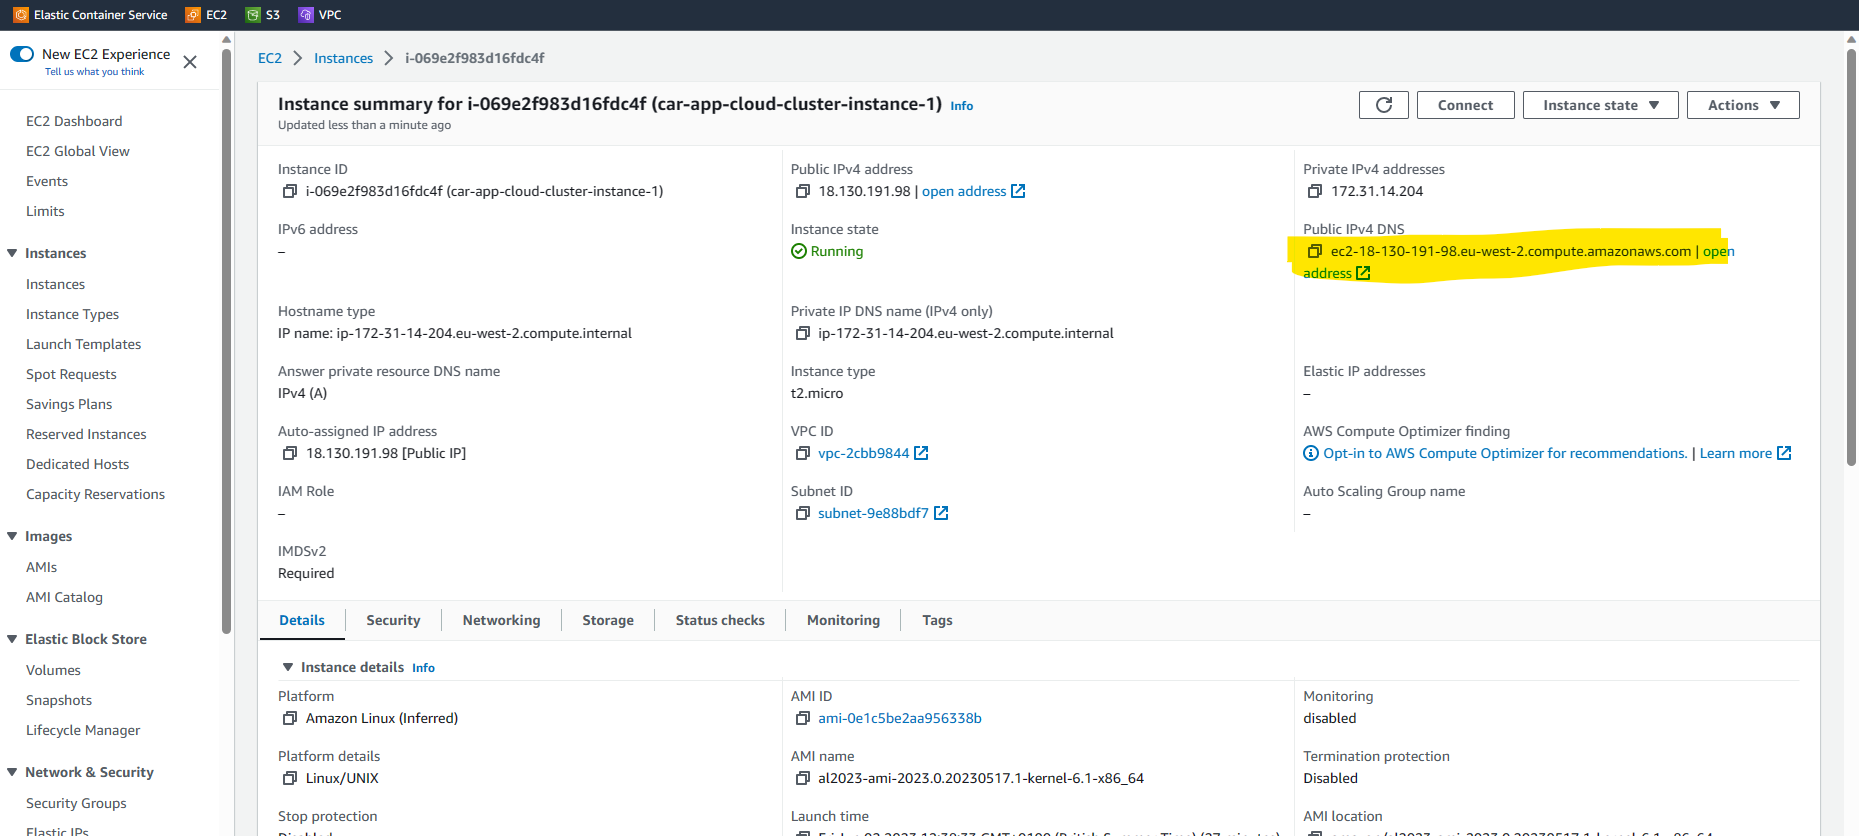 Elastic Container Service EC2 S3 VPC
New EC2 Experience
Tell us what you think
EC2 Dashboard
EC2 Global View
Events
Limits
Instances
Instances
Instance Types
Launch Templates
Spot Requests
Savings Plans
Reserved Instances
Dedicated Hosts
Capacity Reservations
Images
AMIs
AMI Catalog
Elastic Block Store
Volumes
Snapshots
Lifecycle Manager
Network & Security
Security Groups
Elastic IPs
EC2 Instances i-069e2f983d16fdc4f
Instance summary for i-069e2f983d16fdc4f (car-app-cloud-cluster-instance-1) Info
Updated less than a minute ago
Connect Instance state Actions
Instance ID
i-069e2f983d16fdc4f (car-app-cloud-cluster-instance-1)
Public IPv4 address
18.130.191.98 | open address
Private IPv4 addresses
172.31.14.204
IPv6 address
–
Instance state
Running
Public IPv4 DNS
ec2-18-130-191-98.eu-west-2.compute.amazonaws.com | open
address
Hostname type
IP name: ip-172-31-14-204.eu-west-2.compute.internal
Private IP DNS name (IPv4 only)
ip-172-31-14-204.eu-west-2.compute.internal
Answer private resource DNS name
IPv4 (A)
Instance type
t2.micro
Elastic IP addresses
–
Auto-assigned IP address
18.130.191.98 [Public IP]
VPC ID
vpc-2cbb9844
AWS Compute Optimizer finding
Opt-in to AWS Compute Optimizer for recommendations. | Learn more
IAM Role
–
Subnet ID
subnet-9e88bdf7
Auto Scaling Group name
–
IMDSv2
Required
Details Security Networking Storage Status checks Monitoring Tags
Instance details Info
Platform
Amazon Linux (Inferred)
AMI ID
ami-0e1c5be2aa956338b
Monitoring
disabled
Platform details
Linux/UNIX
AMI name
al2023-ami-2023.0.20230517.1-kernel-6.1-x86_64
Termination protection
Disabled
Stop protection
Launch time
AMI location